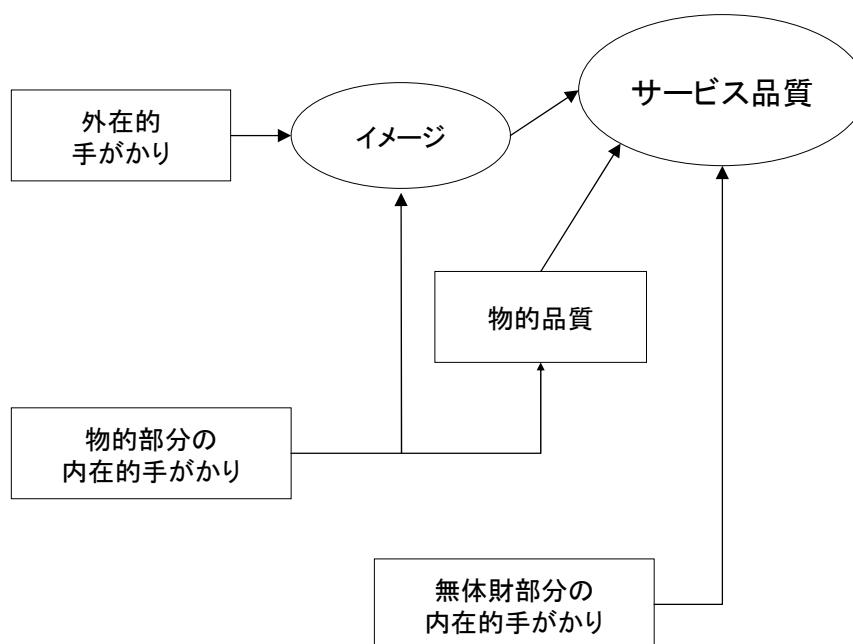 サービス品質
外在的
手がかり
イメージ
物的品質
物的部分の
内在的手がかり
無体財部分の
内在的手がかり